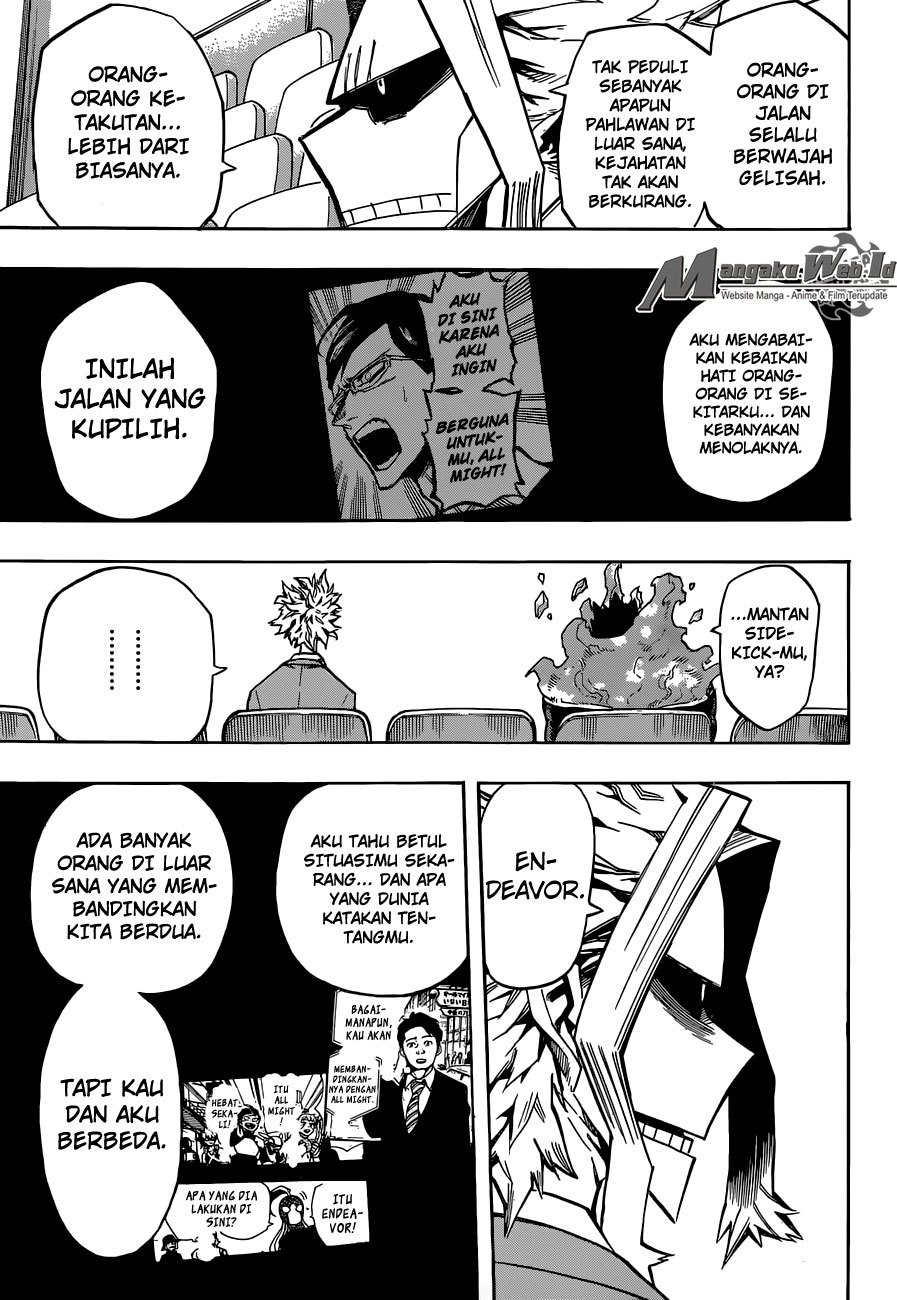 ORANG-
ORANG DI
JALAN
SELALU
BERWAJAH
GELISAH.
TAK PEDULI
SEBANYAK
APAPUN
PAHLAWAN DI
LUAR SANA,
KEJAHATAN
TAK AKAN
BERKURANG.
ORANG-
ORANG KE-
TAKUTAN...
LEBIH DARI
BIASANYA.
Mangaku.Web.Id
Website Manga - Anime & Film Terupdate
AKU MENGABAI-
KAN KEBAIKAN
HATI ORANG-
ORANG DI SE-
KITARKU... DAN
KEBANYAKAN
MENOLAKNYA.
AKU
DI SINI
KARENA
AKU
INGIN
BERGUNA
UNTUK-
MU, ALL
MIGHT!
INILAH
JALAN YANG
KUPILIH.
...MANTAN
SIDE-
KICK-MU,
YA?
EN-
DEAVOR.
AKU TAHU BETUL
SITUASIMU SEKA-
RANG... DAN APA
YANG DUNIA
KATAKAN TEN-
TANGMU.
ADA BANYAK
ORANG DI LUAR
SANA YANG MEM-
BANDINGKAN
KITA BERDUA.
BAGAI-
MANAPUN,
KAU AKAN
MEMBAN-
DINGKAN-
NYA DENGAN
ALL MIGHT.
ITU
ALL
MIGHT
!
HEBAT
SEKA-
LI!
ITU
ENDEA-
VOR!
APA YANG DIA
LAKUKAN DI
SINI?
TAPI KAU
DAN AKU
BERBEDA.